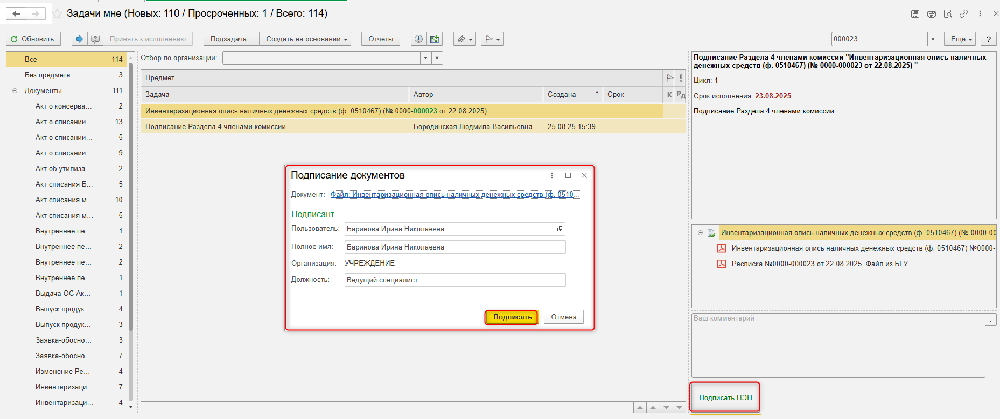 Задачи мне (Новых: 110 / Просроченных: 1 / Всего: 114)
Обновить
Принять к исполнению
Подзадача...
Создать на основании
Отчеты
000023
×
Еще
?
Все 114
Без предмета 3
Документы 111
Акт о консерва... 2
Акт о списании... 13
Акт о списании... 5
Акт о списании... 9
Акт об утилиза... 2
Акт списания Б... 5
Акт списания м... 10
Акт списания м... 5
Внутреннее пе... 1
Внутреннее пе... 2
Внутреннее пе... 2
Внутреннее пе... 1
Выдача ОС Ак... 1
Выпуск продук... 4
Выпуск продук... 3
Заявка-обосно... 3
Заявка-обосно... 7
Изменение Ре... 4
Инвентаризаци... 7
Инвентаризаци... 4
Отбор по организации:
Предмет
Задача Автор Создана ↑ Срок К Рд
Инвентаризационная опись наличных денежных средств (ф. 0510467) (№ 0000-000023 от 22.08.2025)
Подписание Раздела 4 членами комиссии Бородинская Людмила Васильевна 25.08.25 15:39
Подписание документов
Документ: Файл: Инвентаризационная опись наличных денежных средств (ф. 0510...
Подписант
Пользователь: Баринова Ирина Николаевна
Полное имя: Баринова Ирина Николаевна
Организация: УЧРЕЖДЕНИЕ
Должность: Ведущий специалист
Подписать
Отмена
Подписание Раздела 4 членами комиссии "Инвентаризационная опись наличных
денежных средств (ф. 0510467) (№ 0000-000023 от 22.08.2025) "
Цикл: 1
Срок исполнения: 23.08.2025
Подписание Раздела 4 членами комиссии
Инвентаризационная опись наличных денежных средств (ф. 0510467) (№ 0000-00
Инвентаризационная опись наличных денежных средств (ф. 0510467) №0000-
Расписка №0000-000023 от 22.08.2025, Файл из БГУ
Ваш комментарий
...
Подписать ПЭП